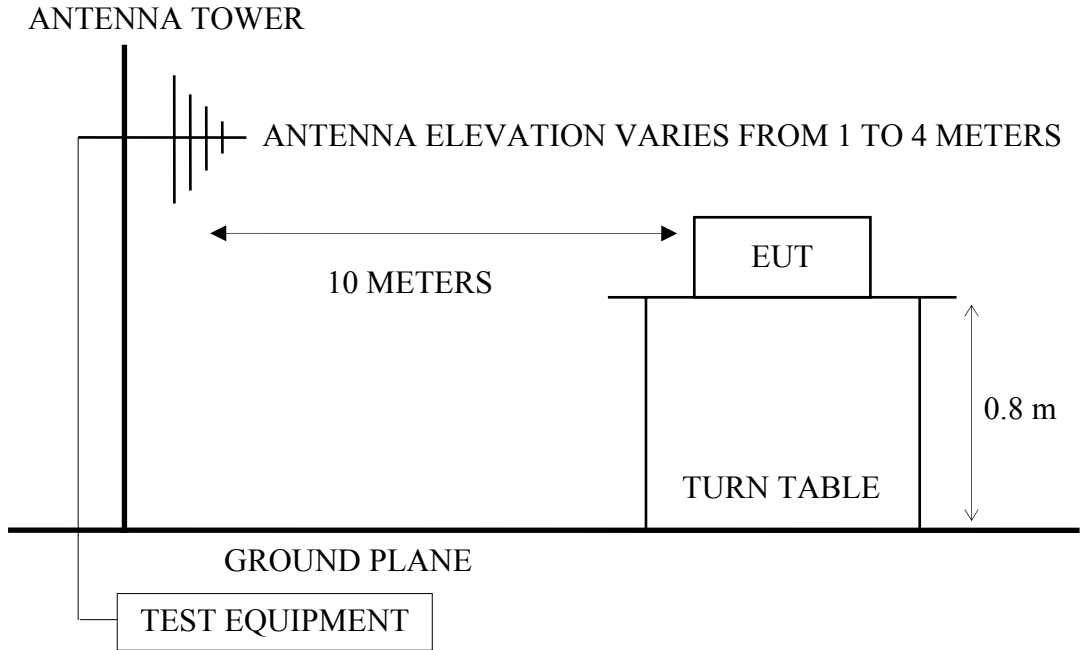 ANTENNA TOWER
ANTENNA ELEVATION VARIES FROM 1 TO 4 METERS
EUT
10 METERS
0.8 m
TURN TABLE
GROUND PLANE
TEST EQUIPMENT